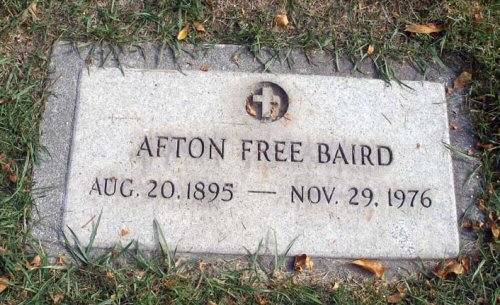 AFTON FREE BAIRD
AUG. 20, 1895 — NOV. 29, 1976